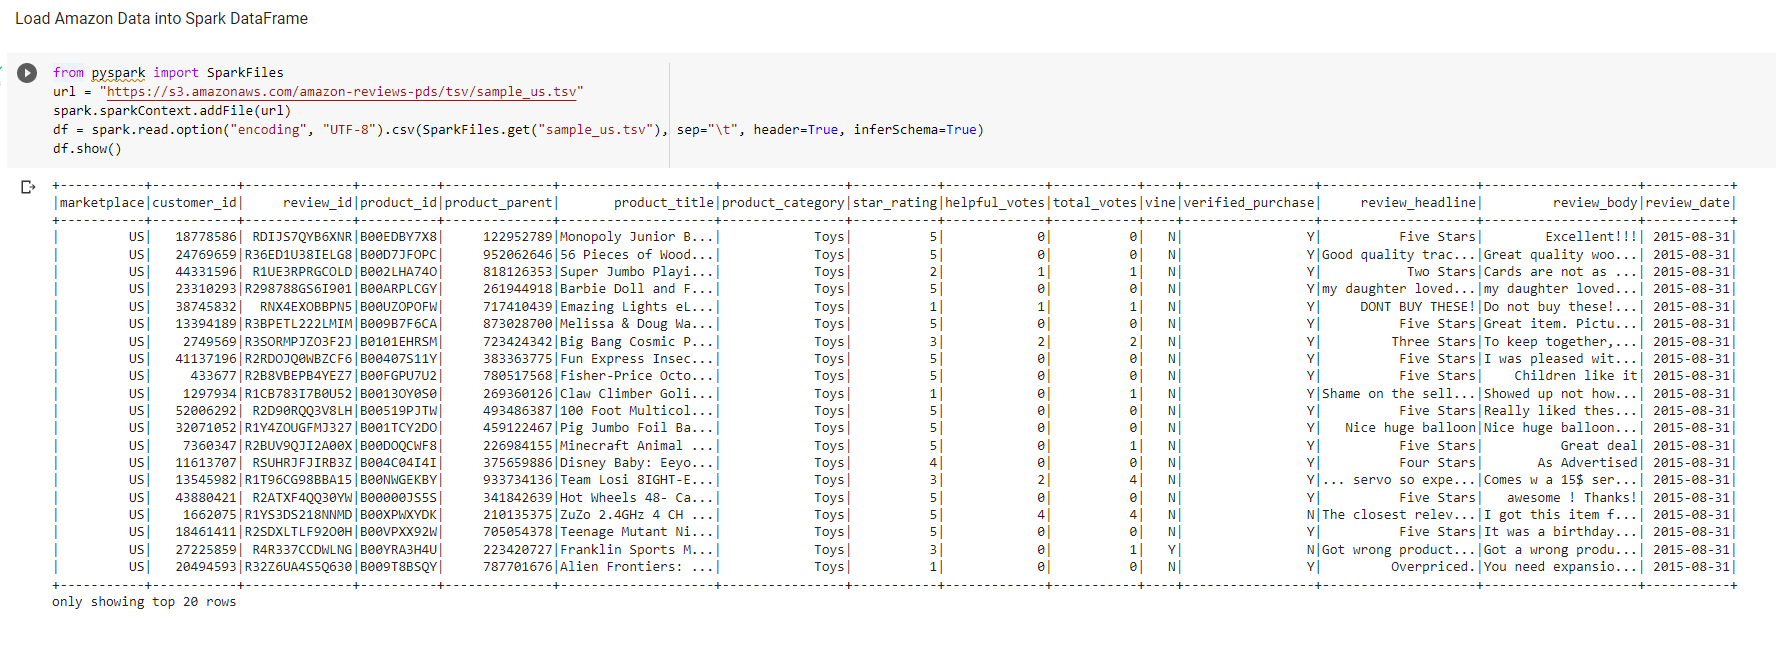 Load Amazon Data into Spark DataFrame
from pyspark import SparkFiles
url = "https://s3.amazonaws.com/amazon-reviews-pds/tsv/sample_us.tsv"
spark.sparkContext.addFile(url)
df = spark.read.option("encoding", "UTF-8").csv(SparkFiles.get("sample_us.tsv"), sep="\t", header=True, inferSchema=True)
df.show()
+-----------+-----------+--------------+----------+--------------+--------------------+----------------+-----------+-------------+-----------+----+-----------------+--------------------+--------------------+-----------+
|marketplace|customer_id|     review_id|product_id|product_parent|       product_title|product_category|star_rating|helpful_votes|total_votes|vine|verified_purchase|     review_headline|         review_body|review_date|
+-----------+-----------+--------------+----------+--------------+--------------------+----------------+-----------+-------------+-----------+----+-----------------+--------------------+--------------------+-----------+
|         US|   18778586| RDIJS7QYB6XNR|B00EDBY7X8|     122952789|Monopoly Junior B...|            Toys|          5|            0|          0|   N|                Y|          Five Stars|        Excellent!!!| 2015-08-31|
|         US|   24769659|R36ED1U38IELG8|B00D7JFOPC|     952062646|56 Pieces of Wood...|            Toys|          5|            0|          0|   N|                Y|Good quality trac...|Great quality woo...| 2015-08-31|
|         US|   44331596| R1UE3RPRGCOLD|B002LHA74O|     818126353|Super Jumbo Playi...|            Toys|          2|            1|          1|   N|                Y|           Two Stars|Cards are not as ...| 2015-08-31|
|         US|   23310293|R298788GS6I901|B00ARPLCGY|     261944918|Barbie Doll and F...|            Toys|          5|            0|          0|   N|                Y|my daughter loved...|my daughter loved...| 2015-08-31|
|         US|   38745832| RNX4EXOBBPN5|B00UZOPOFW|     717410439|Emazing Lights eL...|            Toys|          1|            1|          1|   N|                Y|     DONT BUY THESE!|Do not buy these!...| 2015-08-31|
|         US|   13394189|R3BPETL222LMIM|B009B7F6CA|     873028700|Melissa & Doug Wa...|            Toys|          5|            0|          0|   N|                Y|          Five Stars|Great item. Pictu...| 2015-08-31|
|         US|    2749569|R3SORMPJZO3F2J|B0101EHRSM|     723424342|Big Bang Cosmic P...|            Toys|          3|            2|          2|   N|                Y|         Three Stars|To keep together,...| 2015-08-31|
|         US|   41137196|R2RDOJQ0WBZCF6|B00407S11Y|     383363775|Fun Express Insec...|            Toys|          5|            0|          0|   N|                Y|          Five Stars|I was pleased wit...| 2015-08-31|
|         US|     433677|R2B8VBEPB4YEZ7|B00FGPU7U2|     780517568|Fisher-Price Octo...|            Toys|          5|            0|          0|   N|                Y|          Five Stars|    Children like it| 2015-08-31|
|         US|    1297934|R1CB783I7B0U52|B0013OY0S0|     269360126|Claw Climber Goli...|            Toys|          1|            0|          1|   N|                Y|Shame on the sell...|Showed up not how...| 2015-08-31|
|         US|   52006292| R2D90RQQ3V8LH|B00519PJTW|     493486387|100 Foot Multicol...|            Toys|          5|            0|          0|   N|                Y|          Five Stars|Really liked thes...| 2015-08-31|
|         US|   32071052|R1Y4ZOUGFMJ327|B001TCY2DO|     459122467|Pig Jumbo Foil Ba...|            Toys|          5|            0|          0|   N|                Y|   Nice huge balloon|Nice huge balloon...| 2015-08-31|
|         US|    7360347|R2BUV9QJI2A00X|B00DOQCWF8|     226984155|Minecraft Animal ...|            Toys|          5|            0|          1|   N|                Y|          Five Stars|          Great deal| 2015-08-31|
|         US|   11613707| RSUHRJFJIRB3Z|B004C04I4I|     375659886|Disney Baby: Eeyo...|            Toys|          4|            0|          0|   N|                Y|          Four Stars|       As Advertised| 2015-08-31|
|         US|   13545982|R1T96CG98BBA15|B00NWGEKBY|     933734136|Team Losi 8IGHT-E...|            Toys|          3|            2|          4|   N|                Y|... servo so expe...|Comes w a 15$ ser...| 2015-08-31|
|         US|   43880421| R2ATXF4QQ30YW|B00000JS5S|     341842639|Hot Wheels 48- Ca...|            Toys|          5|            0|          0|   N|                Y|          Five Stars|   awesome ! Thanks!| 2015-08-31|
|         US|    1662075|R1YS3DS218NNMD|B00XPWXYDK|     210135375|ZuZo 2.4GHz 4 CH ...|            Toys|          5|            4|          4|   N|                N|The closest relev...|I got this item f...| 2015-08-31|
|         US|   18461411|R2SDXLTLF92O0H|B00VPXX92W|     705054378|Teenage Mutant Ni...|            Toys|          5|            0|          0|   N|                Y|          Five Stars|It was a birthday...| 2015-08-31|
|         US|   27225859| R4R337CCDWLNG|B00YRA3H4U|     223420727|Franklin Sports M...|            Toys|          3|            0|          1|   Y|                N|Got wrong product...|Got a wrong produ...| 2015-08-31|
|         US|   20494593|R32Z6UA4S5Q630|B009T8BSQY|     787701676|Alien Frontiers: ...|            Toys|          1|            0|          0|   N|                Y|          Overpriced.|You need expansio...| 2015-08-31|
+-----------+-----------+--------------+----------+--------------+--------------------+----------------+-----------+-------------+-----------+----+-----------------+--------------------+--------------------+-----------+
only showing top 20 rows